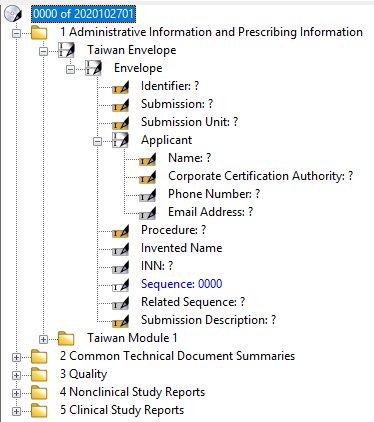 0000 of 2020102701
1 Administrative Information and Prescribing Information
Taiwan Envelope
Envelope
Identifier: ?
Submission: ?
Submission Unit: ?
Applicant
Name: ?
Corporate Certification Authority: ?
Phone Number: ?
Email Address: ?
Procedure: ?
Invented Name
INN: ?
Sequence: 0000
Related Sequence: ?
Submission Description: ?
Taiwan Module 1
2 Common Technical Document Summaries
3 Quality
4 Nonclinical Study Reports
5 Clinical Study Reports